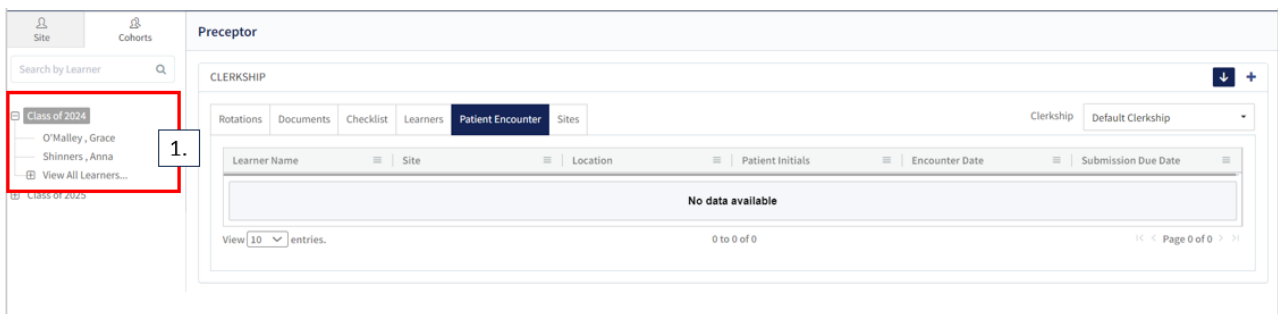 Site Cohorts
Preceptor
Search by Learner
CLERKSHIP
Class of 2024
O'Malley , Grace
Shinners , Anna
View All Learners...
Class of 2025
1.
Rotations Documents Checklist Learners Patient Encounter Sites
Clerkship Default Clerkship
Learner Name Site Location Patient Initials Encounter Date Submission Due Date
No data available
View 10 entries. 0 to 0 of 0 Page 0 of 0